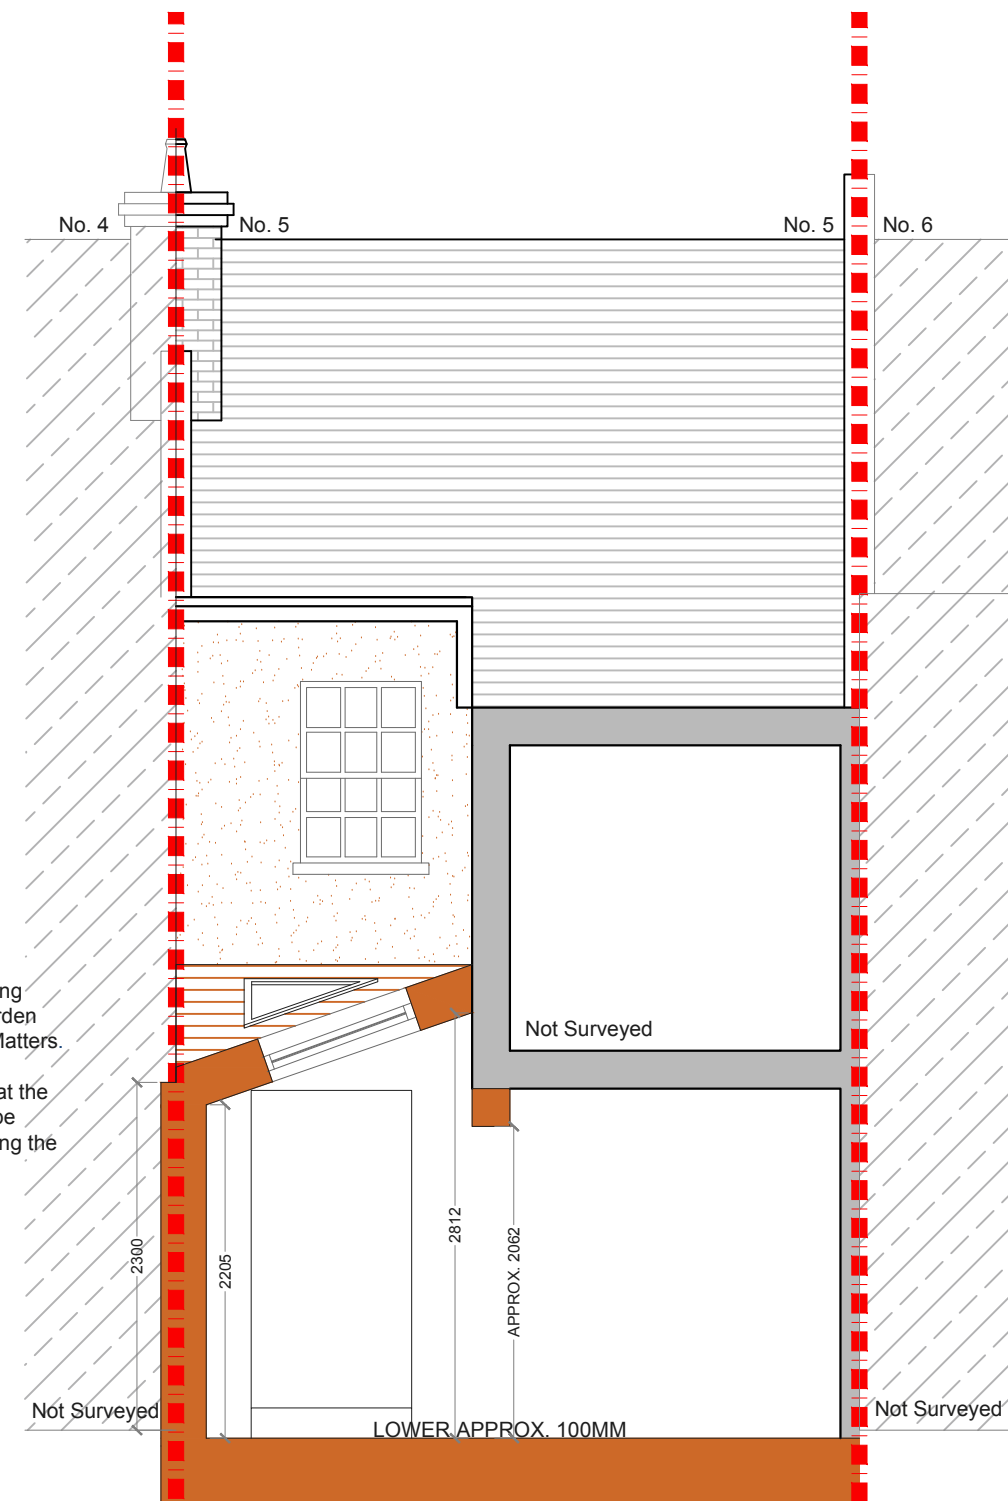 No. 4
No. 5
No. 5
No. 6
ng
rden
Matters.
at the
be
ng the
Not Surveyed
2300
2205
2812
APPROX. 2062
Not Surveyed
LOWER APPROX. 100MM
Not Surveyed